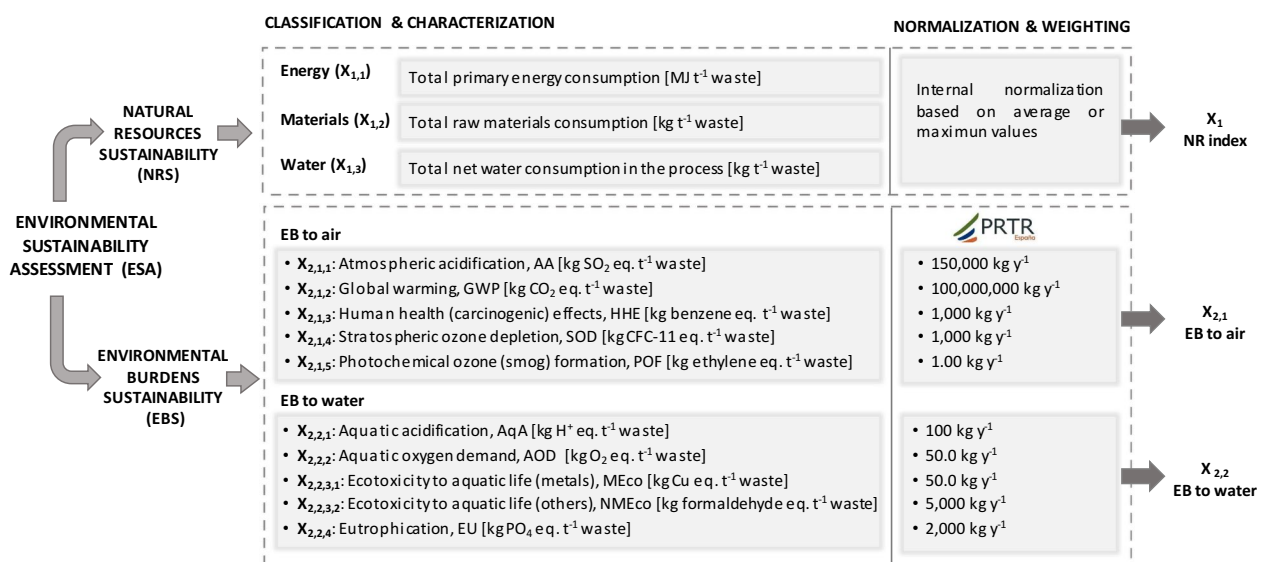 CLASSIFICATION & CHARACTERIZATION
NORMALIZATION & WEIGHTING
ENVIRONMENTAL
SUSTAINABILITY
ASSESSMENT (ESA)
NATURAL
RESOURCES
SUSTAINABILITY
(NRS)
Energy (X1,1)
Total primary energy consumption [MJ t-1 waste]
Materials (X1,2)
Total raw materials consumption [kg t-1 waste]
Water (X1,3)
Total net water consumption in the process [kg t-1 waste]
Internal normalization
based on average or
maximun values
X1
NR index
ENVIRONMENTAL
BURDENS
SUSTAINABILITY
(EBS)
EB to air
• X2,1,1: Atmospheric acidification, AA [kg SO2 eq. t-1 waste]
• X2,1,2: Global warming, GWP [kg CO2 eq. t-1 waste]
• X2,1,3: Human health (carcinogenic) effects, HHE [kg benzene eq. t-1 waste]
• X2,1,4: Stratospheric ozone depletion, SOD [kg CFC-11 eq. t-1 waste]
• X2,1,5: Photochemical ozone (smog) formation, POF [kg ethylene eq. t-1 waste]
PRTR
España
• 150,000 kg y-1
• 100,000,000 kg y-1
• 1,000 kg y-1
• 1,000 kg y-1
• 1.00 kg y-1
X2,1
EB to air
EB to water
• X2,2,1: Aquatic acidification, AqA [kg H+ eq. t-1 waste]
• X2,2,2: Aquatic oxygen demand, AOD [kg O2 eq. t-1 waste]
• X2,2,3,1: Ecotoxicity to aquatic life (metals), MEco [kg Cu eq. t-1 waste]
• X2,2,3,2: Ecotoxicity to aquatic life (others), NMEco [kg formaldehyde eq. t-1 waste]
• X2,2,4: Eutrophication, EU [kg PO4 eq. t-1 waste]
• 100 kg y-1
• 50.0 kg y-1
• 50.0 kg y-1
• 5,000 kg y-1
• 2,000 kg y-1
X 2,2
EB to water